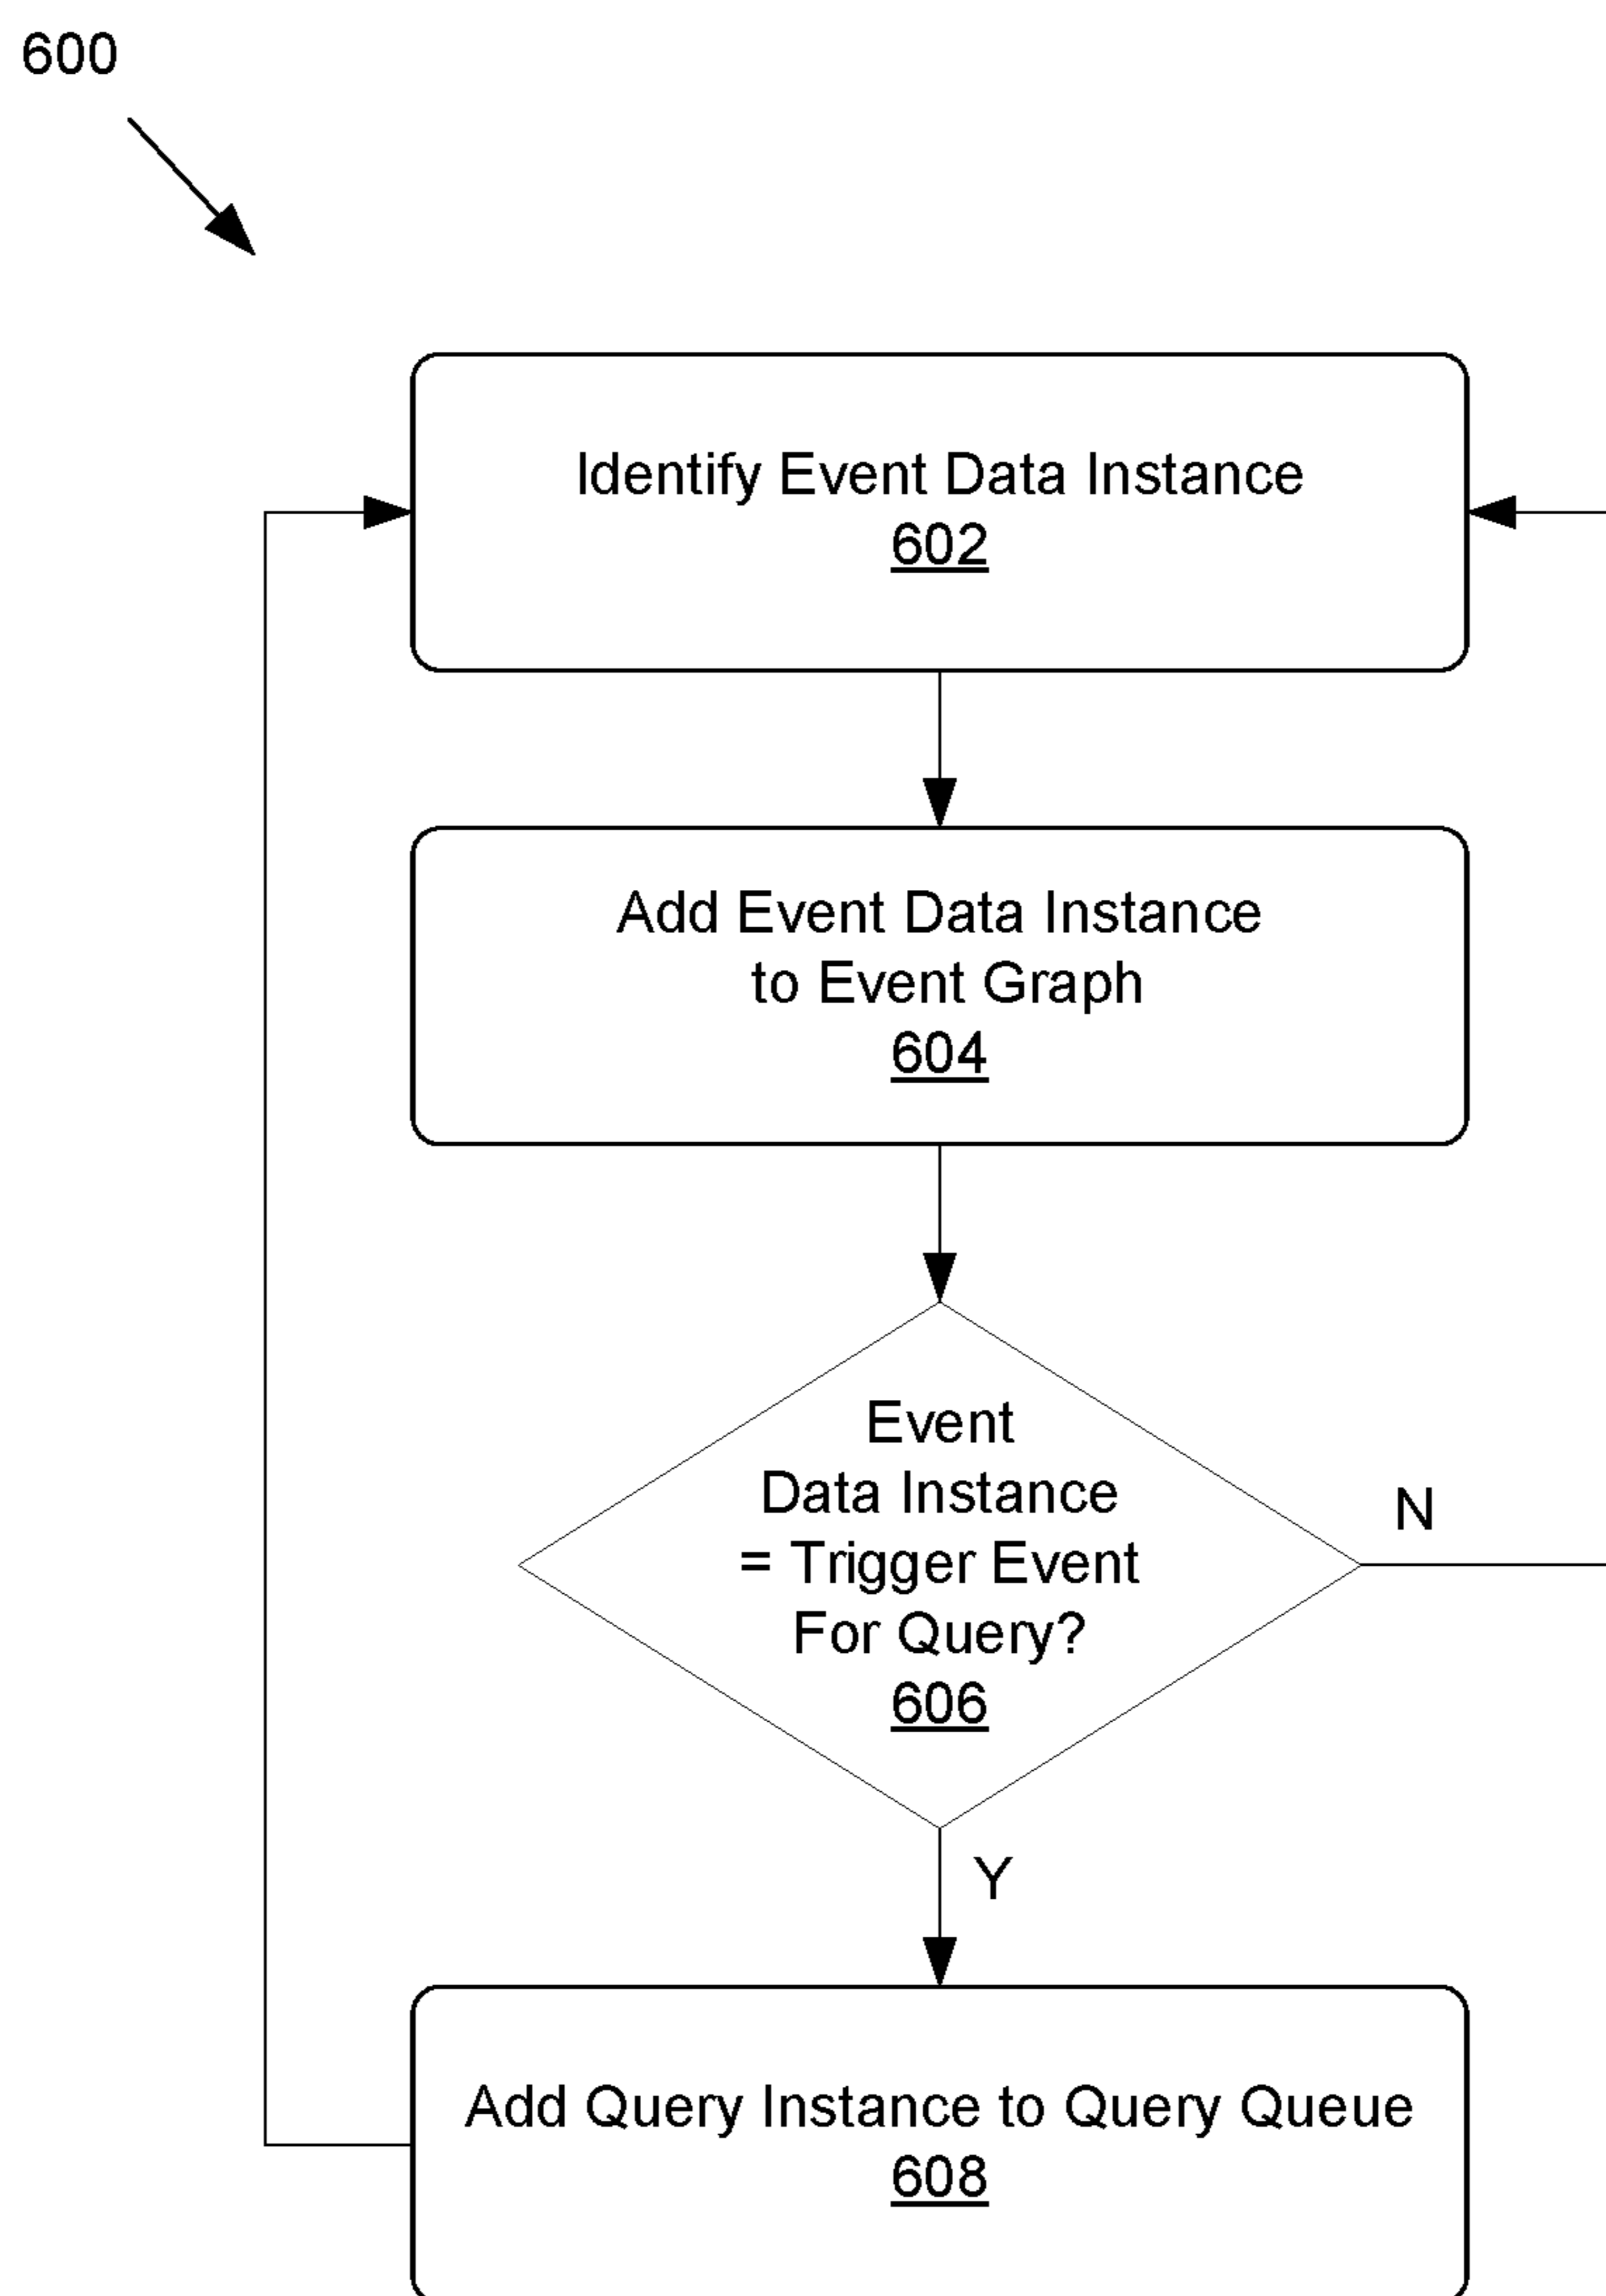 600
Identify Event Data Instance
602
Add Event Data Instance
to Event Graph
604
Event
Data Instance
= Trigger Event
For Query?
606
N
Y
Add Query Instance to Query Queue
608